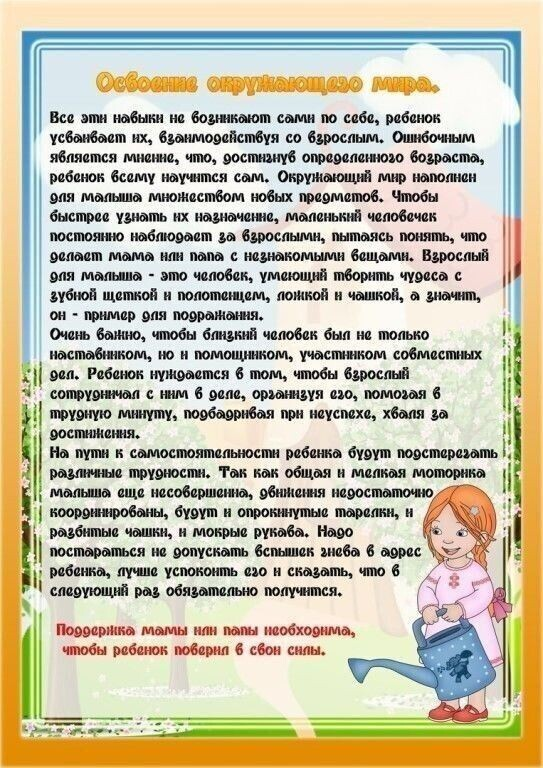 Освоение окружающего мира.
Все эти навыки не возникают сами по себе, ребенок
усваивает их, взаимодействуя со взрослым. Ошибочным
является мнение, что, достигнув определенного возраста,
ребенок всему научится сам. Окружающий мир наполнен
для малыша множеством новых предметов. Чтобы
быстрее узнать их назначение, маленький человечек
постоянно наблюдает за взрослыми, пытаясь понять, что
делает мама или папа с незнакомыми вещами. Взрослый
для малыша - это человек, умеющий творить чудеса с
зубной щеткой и полотенцем, ложкой и чашкой, а значит,
он - пример для подражания.
Очень важно, чтобы близкий человек был не только
наставником, но и помощником, участником совместных
дел. Ребенок нуждается в том, чтобы взрослый
сотрудничал с ним в деле, организуя его, помогая в
трудную минуту, подбадривая при неуспехе, хваля за
достижения.
На пути к самостоятельности ребенка будут подстерегать
различные трудности. Так как общая и мелкая моторика
малыша еще несовершенна, движения недостаточно
координированы, будут и опрокинутые тарелки, и
разбитые чашки, и мокрые рукава. Надо
постараться не допускать вспышек гнева в адрес
ребенка, лучше успокоить его и сказать, что в
следующий раз обязательно получится.
Поддержка мамы или папы необходима,
чтобы ребенок поверил в свои силы.